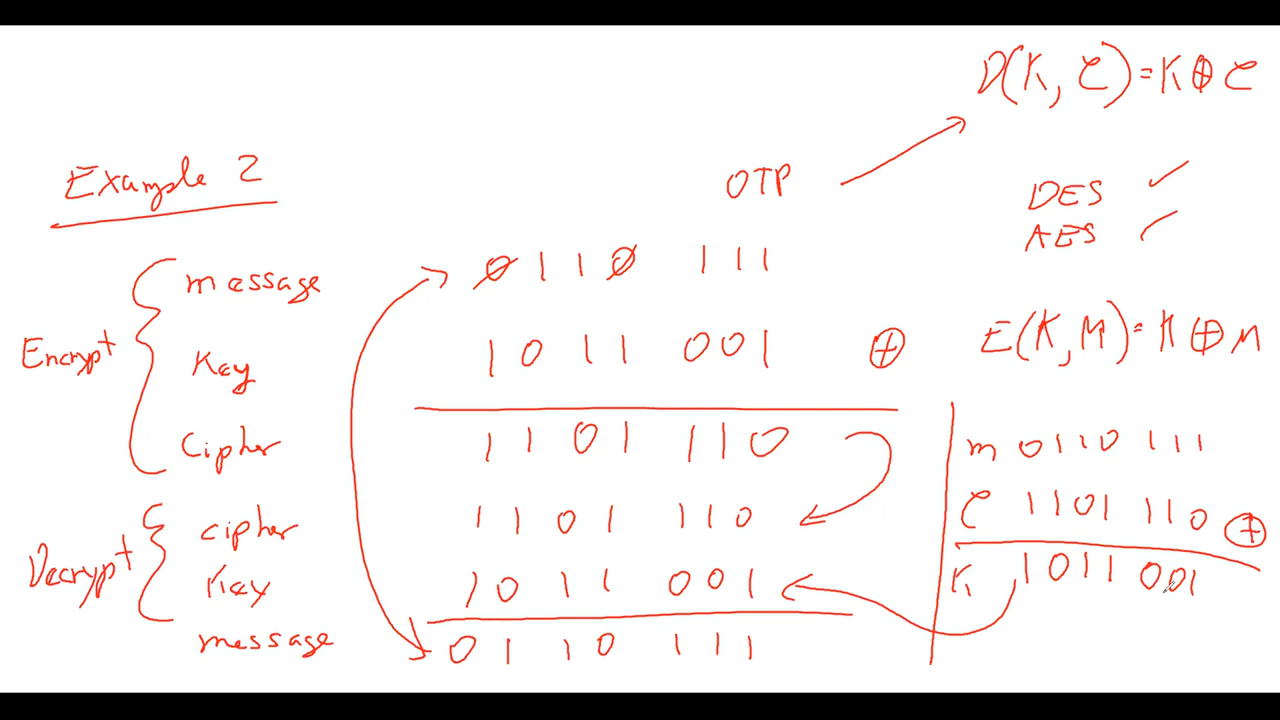 D(K, C) = K ⊕ C
Example 2
OTP
DES ✓
AES ✓
Encrypt
message 0110 111
Key 1011 001 ⊕
Cipher 1101 110
E(K, M) = K ⊕ M
Decrypt
cipher 1101 110
Key 1011 001
message 0110 111
m 0110 111
C 1101 110 ⊕
K 1011 001